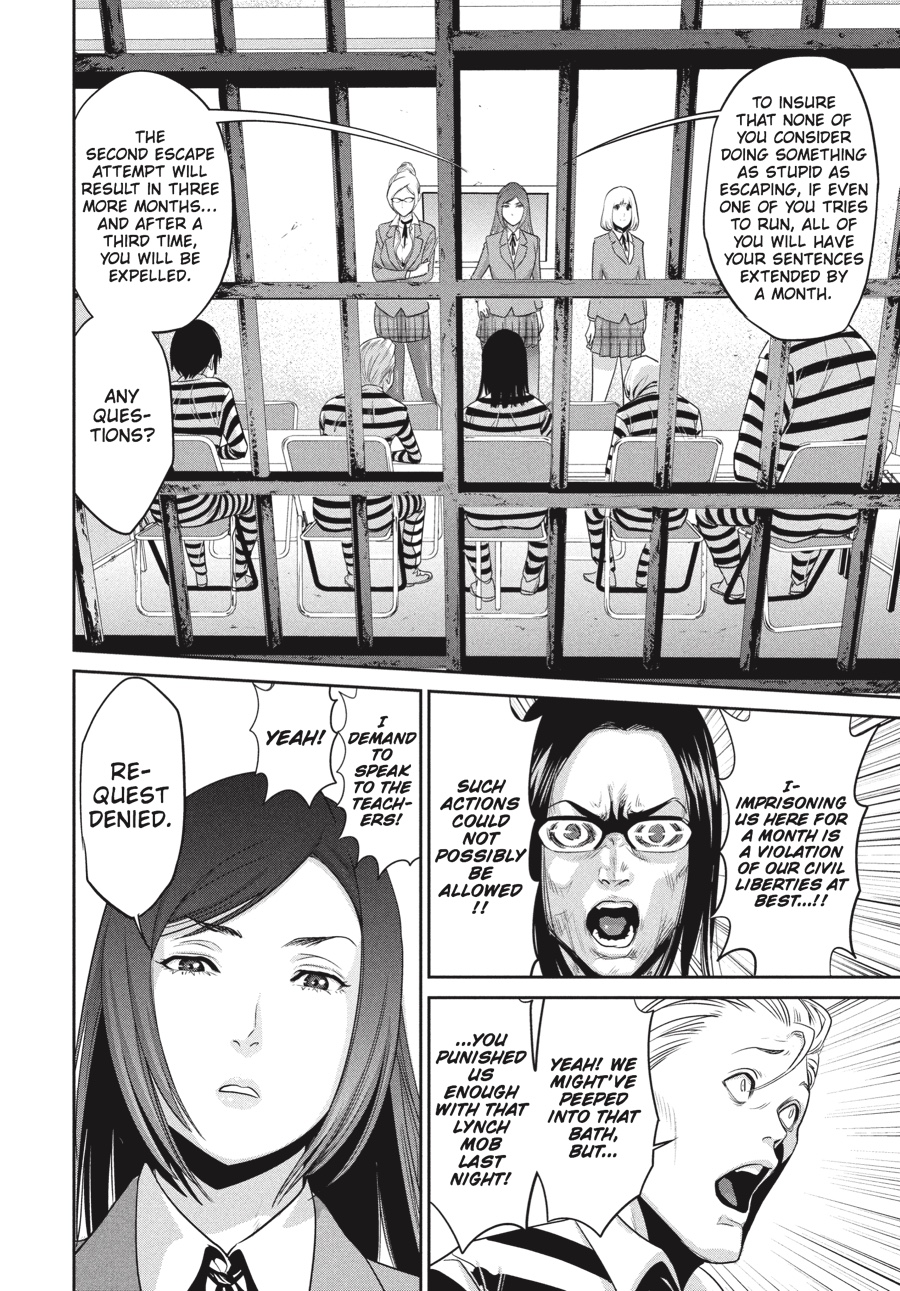 TO INSURE
THAT NONE OF
YOU CONSIDER
DOING SOMETHING
AS STUPID AS
ESCAPING, IF EVEN
ONE OF YOU TRIES
TO RUN, ALL OF
YOU WILL HAVE
YOUR SENTENCES
EXTENDED BY
A MONTH.
THE
SECOND ESCAPE
ATTEMPT WILL
RESULT IN THREE
MORE MONTHS...
AND AFTER A
THIRD TIME,
YOU WILL BE
EXPELLED.
ANY
QUES-
TIONS?
I-
IMPRISONING
US HERE FOR
A MONTH IS
A VIOLATION
OF OUR CIVIL
LIBERTIES AT
BEST...!!
SUCH
ACTIONS
COULD
NOT
POSSIBLY
BE
ALLOWED
!!
YEAH! WE
MIGHT'VE
PEEPED
INTO THAT
BATH,
BUT...
...YOU
PUNISHED
US
ENOUGH
WITH THAT
LYNCH
MOB
LAST
NIGHT!
I
DEMAND
TO
SPEAK
TO THE
TEACH-
ERS!
YEAH!
RE-
QUEST
DENIED.